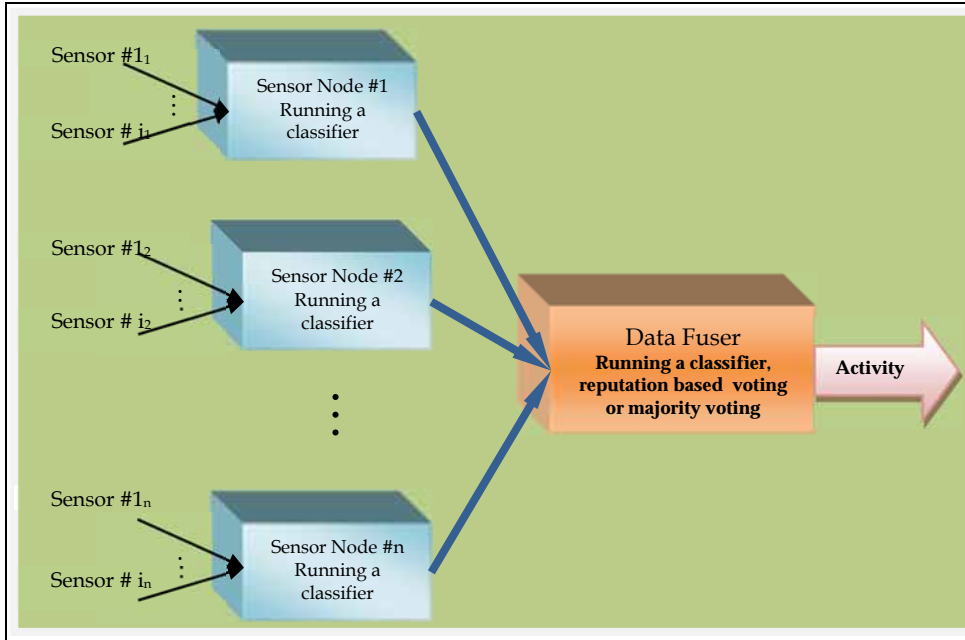 Sensor #1₁
Sensor # i₁
Sensor Node #1
Running a
classifier
Sensor #1₂
Sensor # i₂
Sensor Node #2
Running a
classifier
Data Fuser
Running a classifier,
reputation based voting
or majority voting
Activity
Sensor #1ₙ
Sensor # iₙ
Sensor Node #n
Running a
classifier